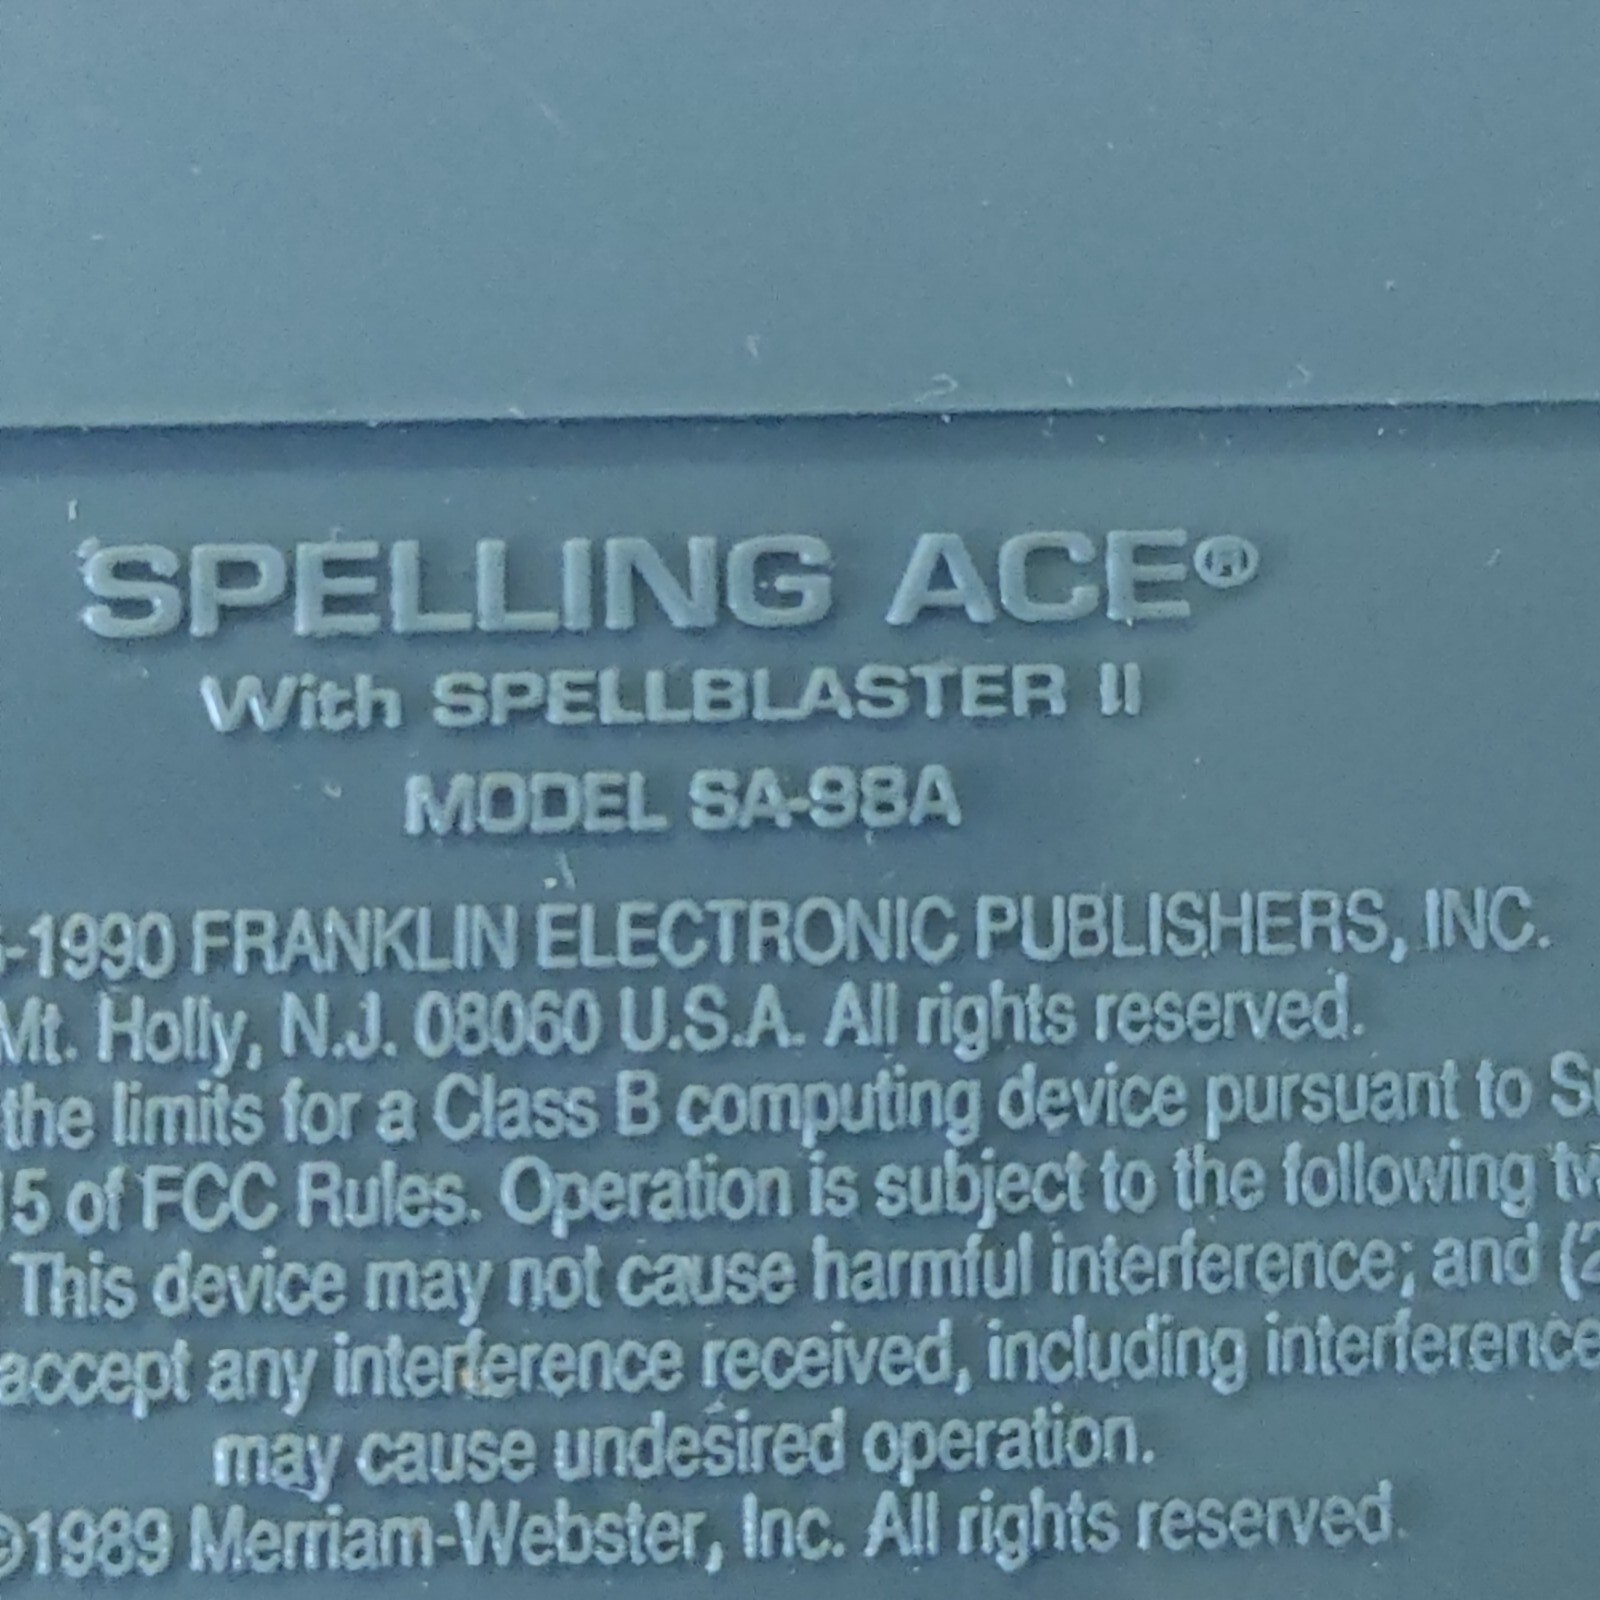 SPELLING ACE®
With SPELLBLASTER II
MODEL SA-98A
-1990 FRANKLIN ELECTRONIC PUBLISHERS, INC.
Mt. Holly, N.J. 08060 U.S.A. All rights reserved.
the limits for a Class B computing device pursuant to
15 of FCC Rules. Operation is subject to the following
This device may not cause harmful interference; and (2
accept any interference received, including interference
may cause undesired operation.
©1989 Merriam-Webster, Inc. All rights reserved.